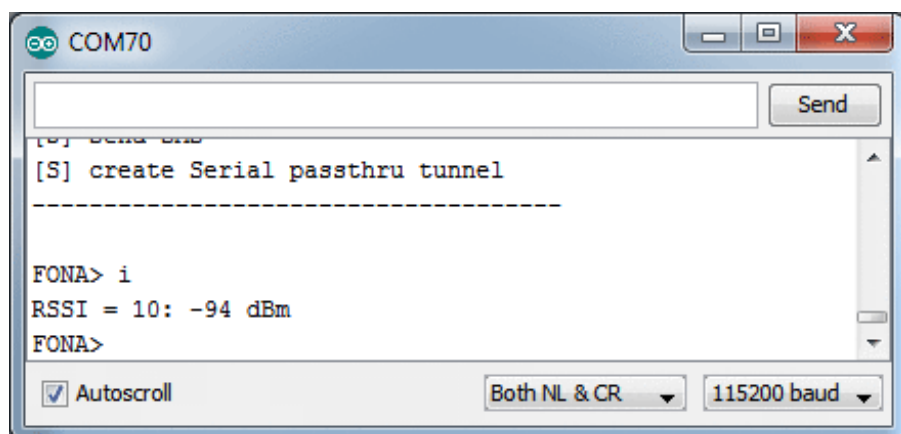 COM70
Send
[S] create Serial passthru tunnel
-------------------------------------
FONA> i
RSSI = 10: -94 dBm
FONA>
Autoscroll
Both NL & CR
115200 baud